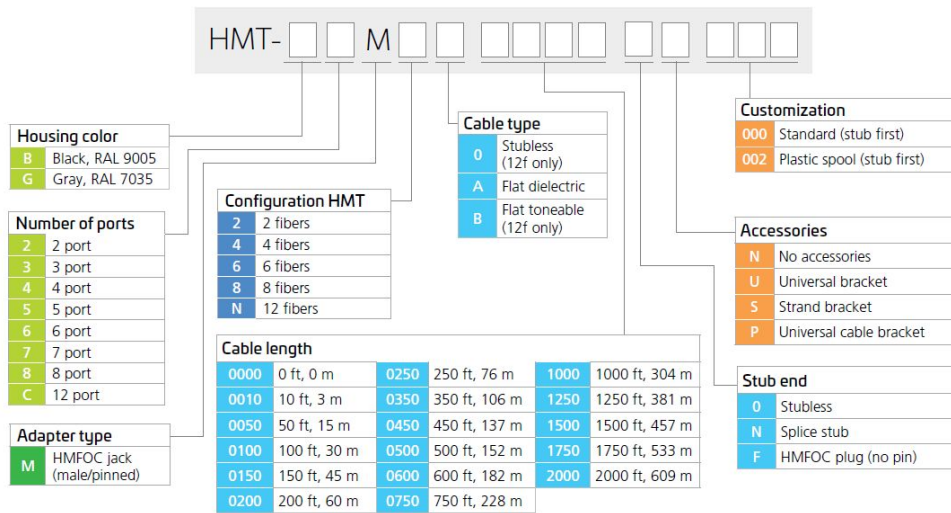 HMT- M
Housing color
B Black, RAL 9005
G Gray, RAL 7035
Number of ports
2 2 port
3 3 port
4 4 port
5 5 port
6 6 port
7 7 port
8 8 port
C 12 port
Adapter type
M HMFOC jack
(male/pinned)
Configuration HMT
2 2 fibers
4 4 fibers
6 6 fibers
8 8 fibers
N 12 fibers
Cable type
0 Stubless
(12f only)
A Flat dielectric
B Flat toneable
(12f only)
Cable length
0000 0 ft, 0 m 0250 250 ft, 76 m 1000 1000 ft, 304 m
0010 10 ft, 3 m 0350 350 ft, 106 m 1250 1250 ft, 381 m
0050 50 ft, 15 m 0450 450 ft, 137 m 1500 1500 ft, 457 m
0100 100 ft, 30 m 0500 500 ft, 152 m 1750 1750 ft, 533 m
0150 150 ft, 45 m 0600 600 ft, 182 m 2000 2000 ft, 609 m
0200 200 ft, 60 m 0750 750 ft, 228 m
Customization
000 Standard (stub first)
002 Plastic spool (stub first)
Accessories
N No accessories
U Universal bracket
S Strand bracket
P Universal cable bracket
Stub end
0 Stubless
N Splice stub
F HMFOC plug (no pin)